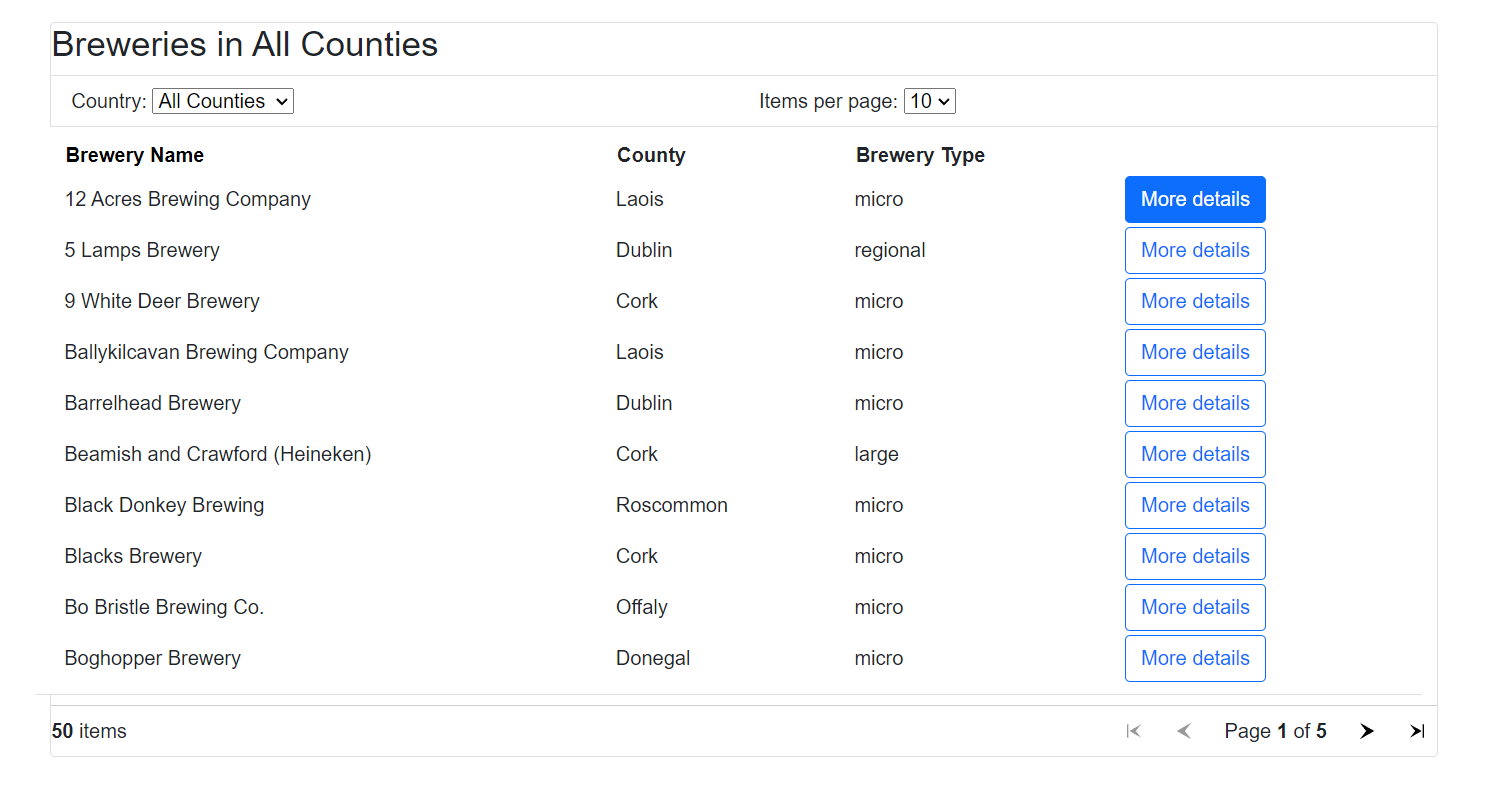 Breweries in All Counties
Country: All Counties Items per page: 10
Brewery Name County Brewery Type
12 Acres Brewing Company Laois micro More details
5 Lamps Brewery Dublin regional More details
9 White Deer Brewery Cork micro More details
Ballykilcavan Brewing Company Laois micro More details
Barrelhead Brewery Dublin micro More details
Beamish and Crawford (Heineken) Cork large More details
Black Donkey Brewing Roscommon micro More details
Blacks Brewery Cork micro More details
Bo Bristle Brewing Co. Offaly micro More details
Boghopper Brewery Donegal micro More details
50 items Page 1 of 5